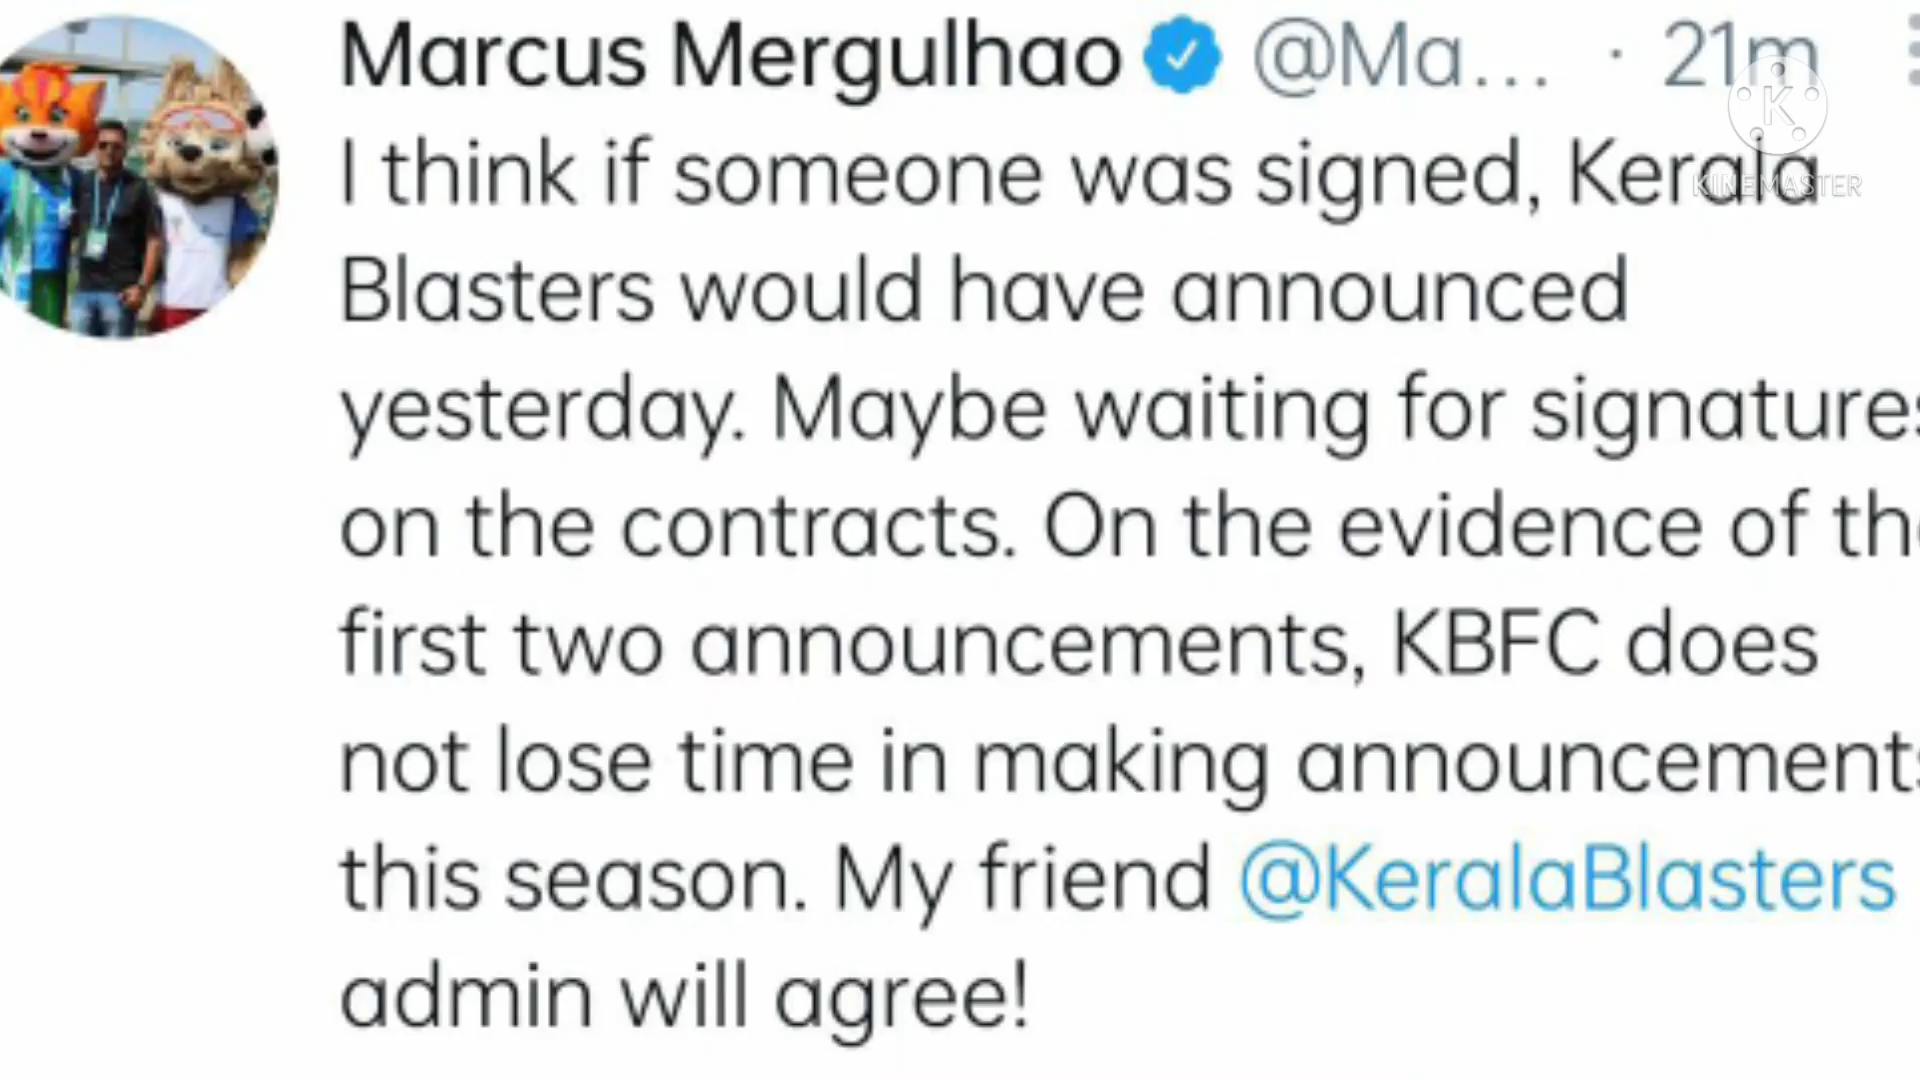 Marcus Mergulhao @Ma... · 21m
KINEMASTER
I think if someone was signed, Kerala
Blasters would have announced
yesterday. Maybe waiting for signatures
on the contracts. On the evidence of the
first two announcements, KBFC does
not lose time in making announcements
this season. My friend @KeralaBlasters
admin will agree!